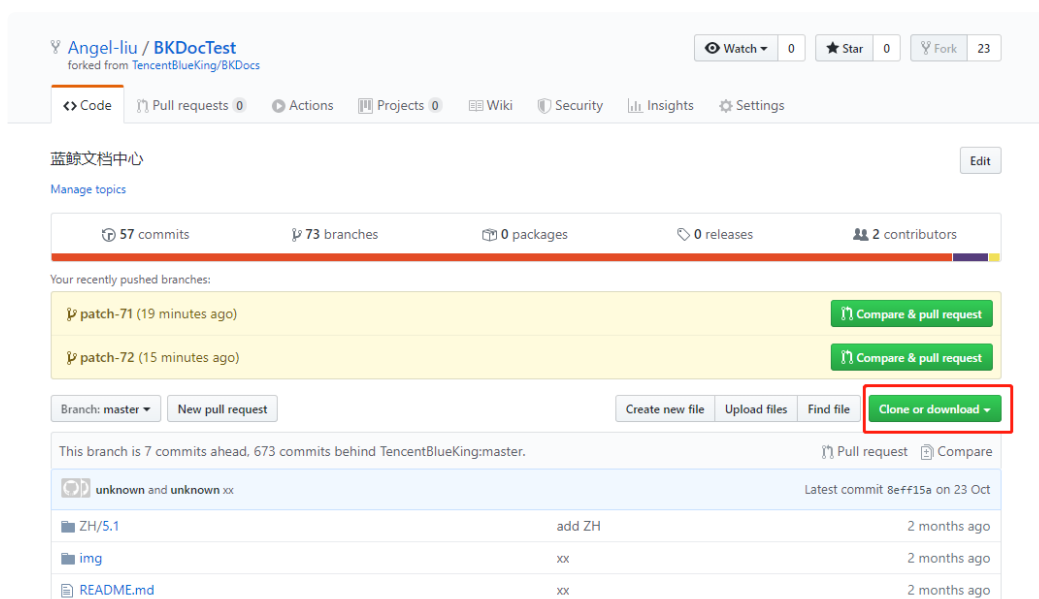 Angel-liu / BKDocTest
Watch 0 Star 0 Fork 23
forked from TencentBlueKing/BKDocs
Code Pull requests 0 Actions Projects 0 Wiki Security Insights Settings
蓝鲸文档中心
Edit
Manage topics
57 commits 73 branches 0 packages 0 releases 2 contributors
Your recently pushed branches:
patch-71 (19 minutes ago) Compare & pull request
patch-72 (15 minutes ago) Compare & pull request
Branch: master New pull request Create new file Upload files Find file Clone or download
This branch is 7 commits ahead, 673 commits behind TencentBlueKing:master. Pull request Compare
unknown and unknown xx Latest commit 8eff15a on 23 Oct
ZH/5.1 add ZH 2 months ago
img xx 2 months ago
README.md xx 2 months ago